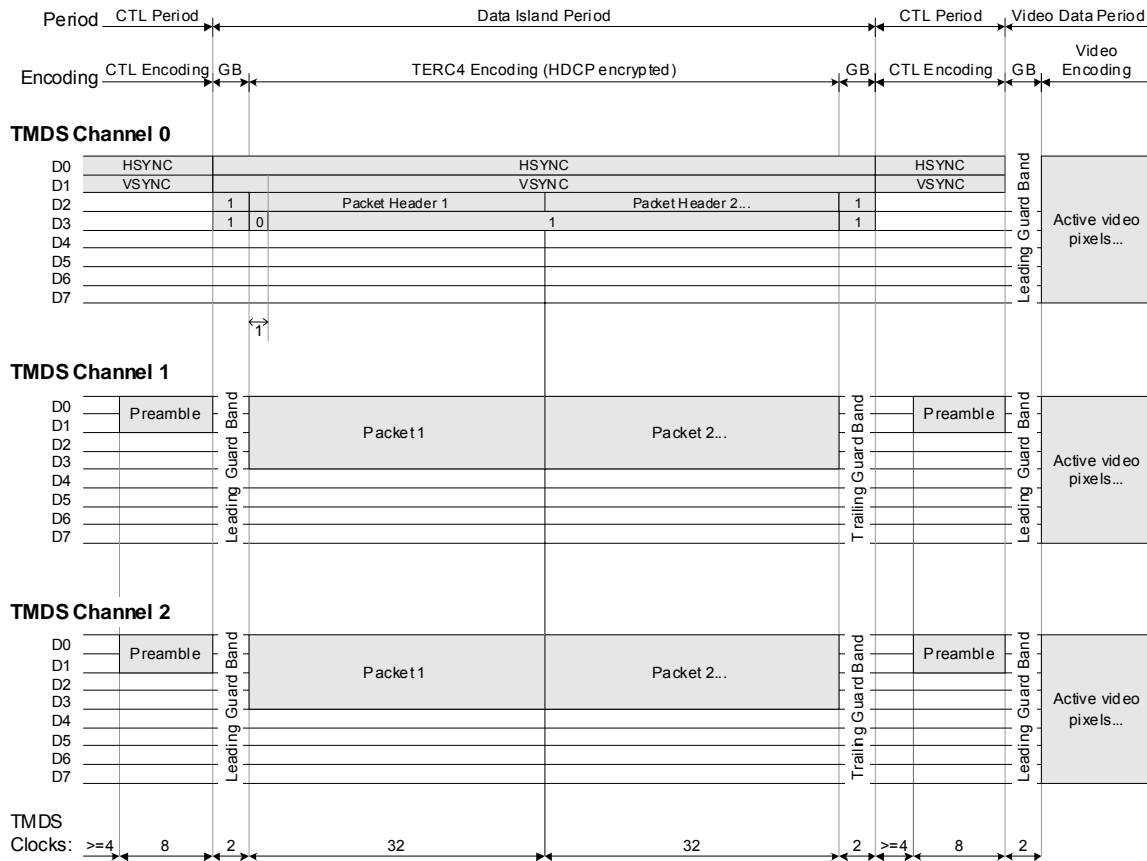 Period CTL Period Data Island Period CTL Period Video Data Period
Encoding CTL Encoding GB TERC4 Encoding (HDCP encrypted) GB CTL Encoding GB Video Encoding
TMDS Channel 0
D0 HSYNC HSYNC HSYNC
D1 VSYNC VSYNC VSYNC
D2 1 Packet Header 1 Packet Header 2... 1
D3 1 0 1 1
D4
D5
D6
D7
Leading Guard Band
Active video
pixels...
1
TMDS Channel 1
D0
D1
D2
D3
D4
D5
D6
D7
Preamble
Leading Guard Band
Packet 1
Packet 2...
Trailing Guard Band
Preamble
Leading Guard Band
Active video
pixels...
TMDS Channel 2
D0
D1
D2
D3
D4
D5
D6
D7
Preamble
Leading Guard Band
Packet 1
Packet 2...
Trailing Guard Band
Preamble
Leading Guard Band
Active video
pixels...
TMDS
Clocks: >=4 8 2 32 32 2 >=4 8 2